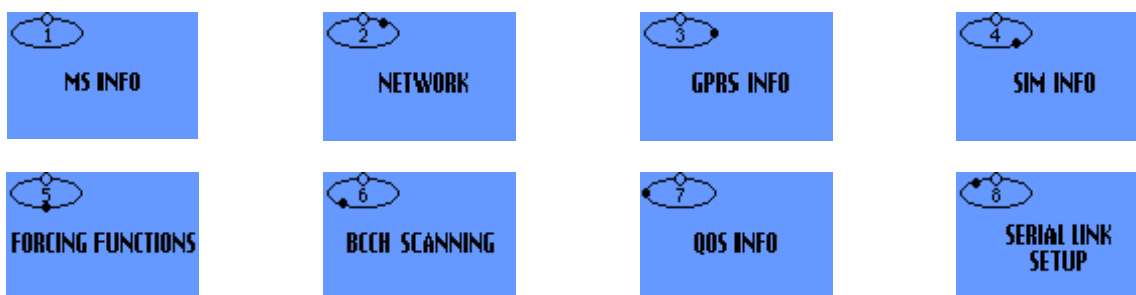 1
MS INFO
2
NETWORK
3
GPRS INFO
4
SIM INFO
5
FORCING FUNCTIONS
6
BCCH SCANNING
7
QOS INFO
8
SERIAL LINK
SETUP